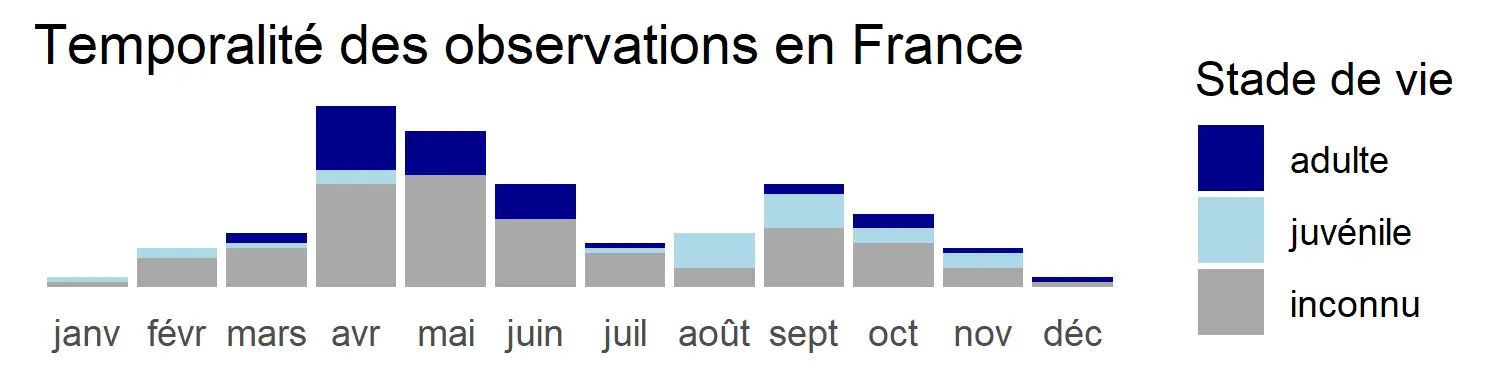 Temporalité des observations en France
Stade de vie
adulte
juvénile
inconnu
janv févr mars avr mai juin juil août sept oct nov déc